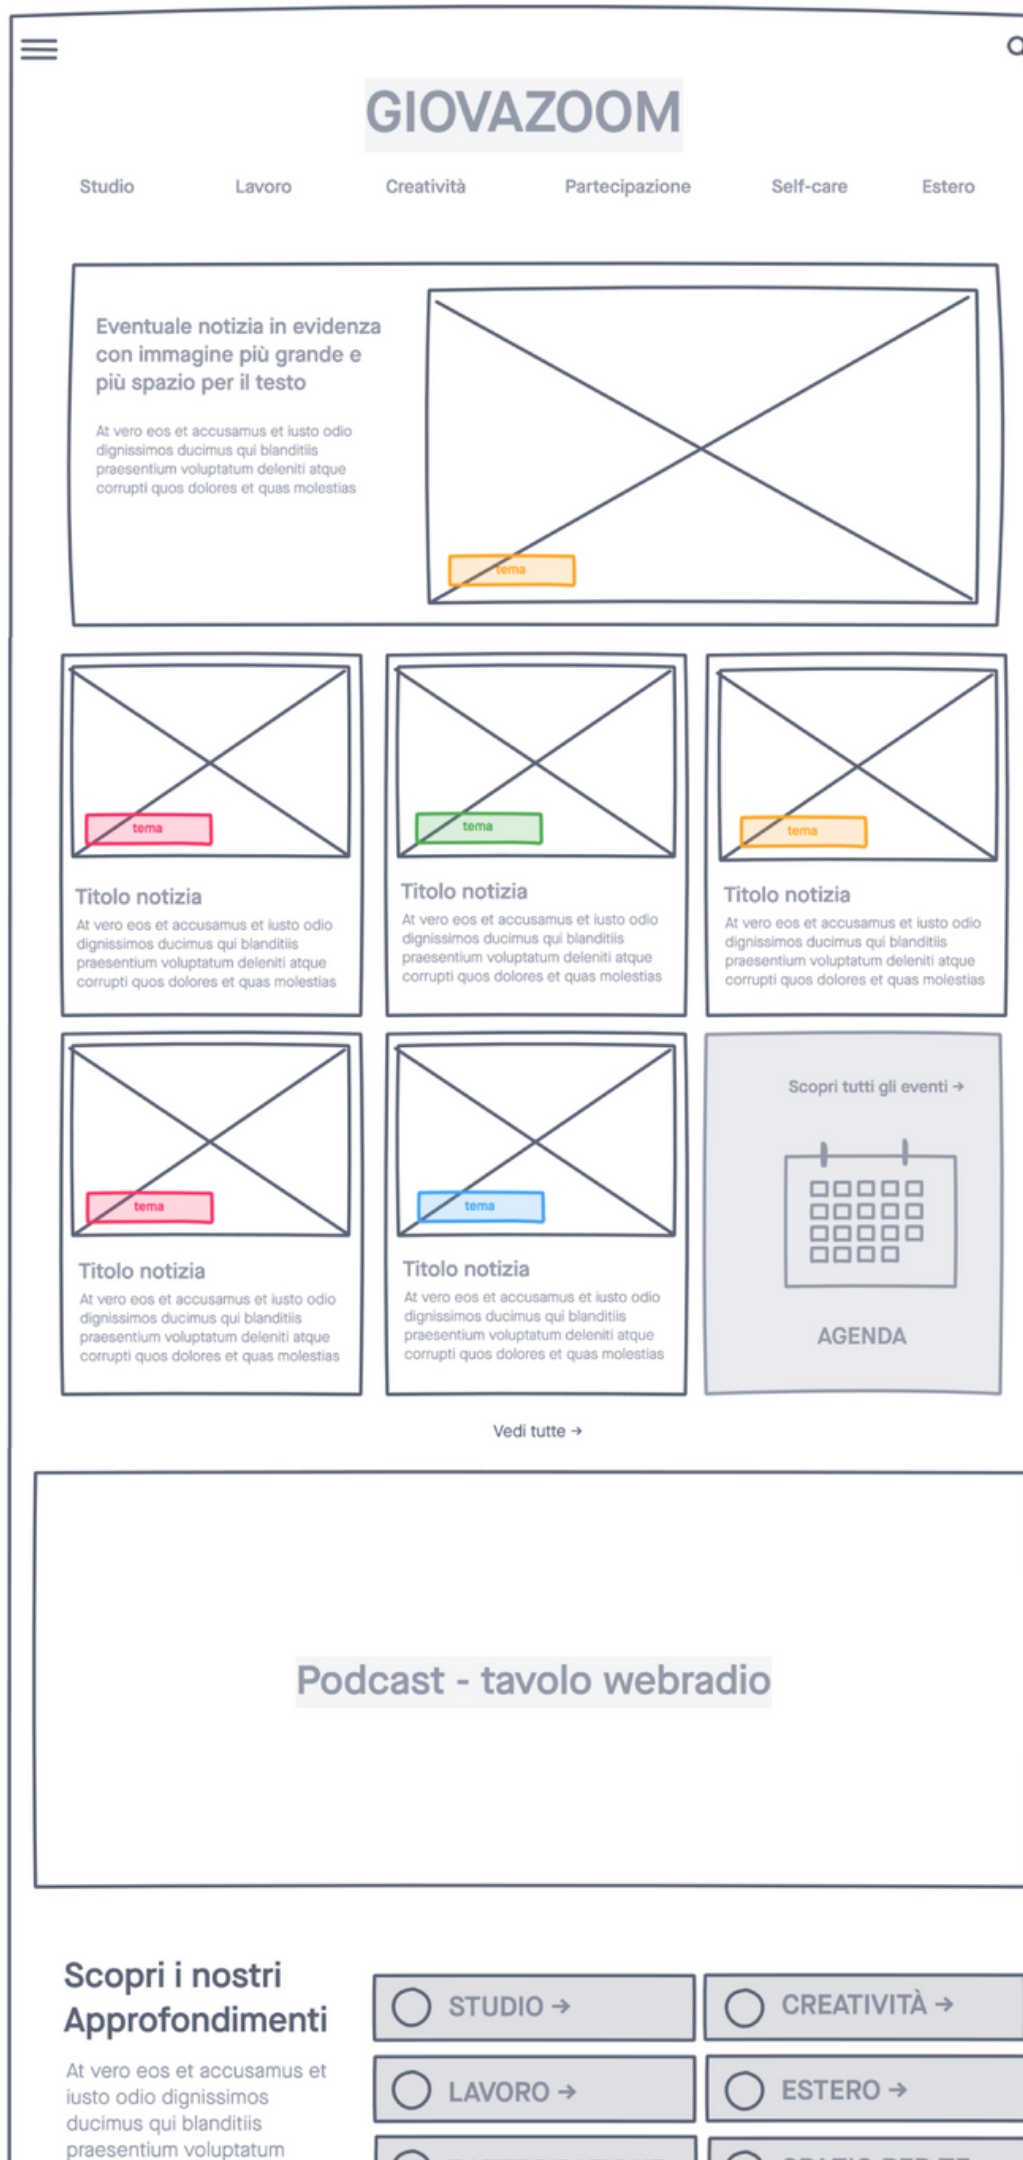 GIOVAZOOM
Studio Lavoro Creatività Partecipazione Self-care Estero
Eventuale notizia in evidenza
con immagine più grande e
più spazio per il testo
At vero eos et accusamus et iusto odio
dignissimos ducimus qui blanditiis
praesentium voluptatum deleniti atque
corrupti quos dolores et quas molestias
tema
tema
Titolo notizia
At vero eos et accusamus et iusto odio
dignissimos ducimus qui blanditiis
praesentium voluptatum deleniti atque
corrupti quos dolores et quas molestias
tema
Titolo notizia
At vero eos et accusamus et iusto odio
dignissimos ducimus qui blanditiis
praesentium voluptatum deleniti atque
corrupti quos dolores et quas molestias
tema
Titolo notizia
At vero eos et accusamus et iusto odio
dignissimos ducimus qui blanditiis
praesentium voluptatum deleniti atque
corrupti quos dolores et quas molestias
tema
Titolo notizia
At vero eos et accusamus et iusto odio
dignissimos ducimus qui blanditiis
praesentium voluptatum deleniti atque
corrupti quos dolores et quas molestias
tema
Titolo notizia
At vero eos et accusamus et iusto odio
dignissimos ducimus qui blanditiis
praesentium voluptatum deleniti atque
corrupti quos dolores et quas molestias
Scopri tutti gli eventi →
AGENDA
Vedi tutte →
Podcast - tavolo webradio
Scopri i nostri
Approfondimenti
At vero eos et accusamus et
iusto odio dignissimos
ducimus qui blanditiis
praesentium voluptatum
STUDIO →
CREATIVITÀ →
LAVORO →
ESTERO →